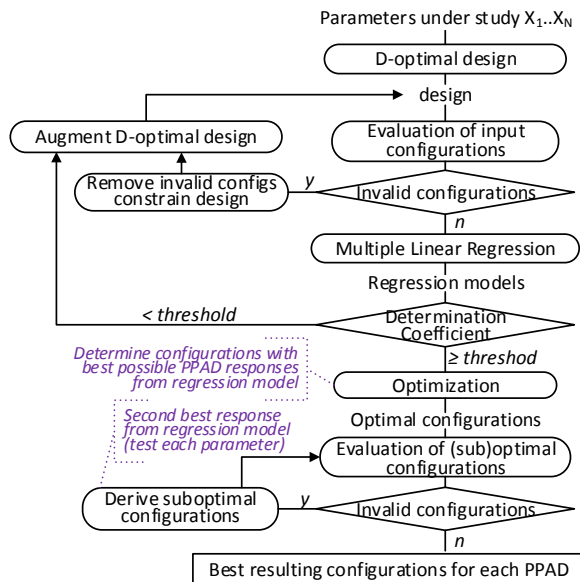 Parameters under study X₁..X_N
D-optimal design
design
Augment D-optimal design
Evaluation of input
configurations
Remove invalid configs
constrain design
y
Invalid configurations
n
Multiple Linear Regression
Regression models
< threshold
Determination
Coefficient
≥ threshod
Determine configurations with
best possible PPAD responses
from regression model
Optimization
Optimal configurations
Second best response
from regression model
(test each parameter)
Evaluation of (sub)optimal
configurations
Derive suboptimal
configurations
y
Invalid configurations
n
Best resulting configurations for each PPAD